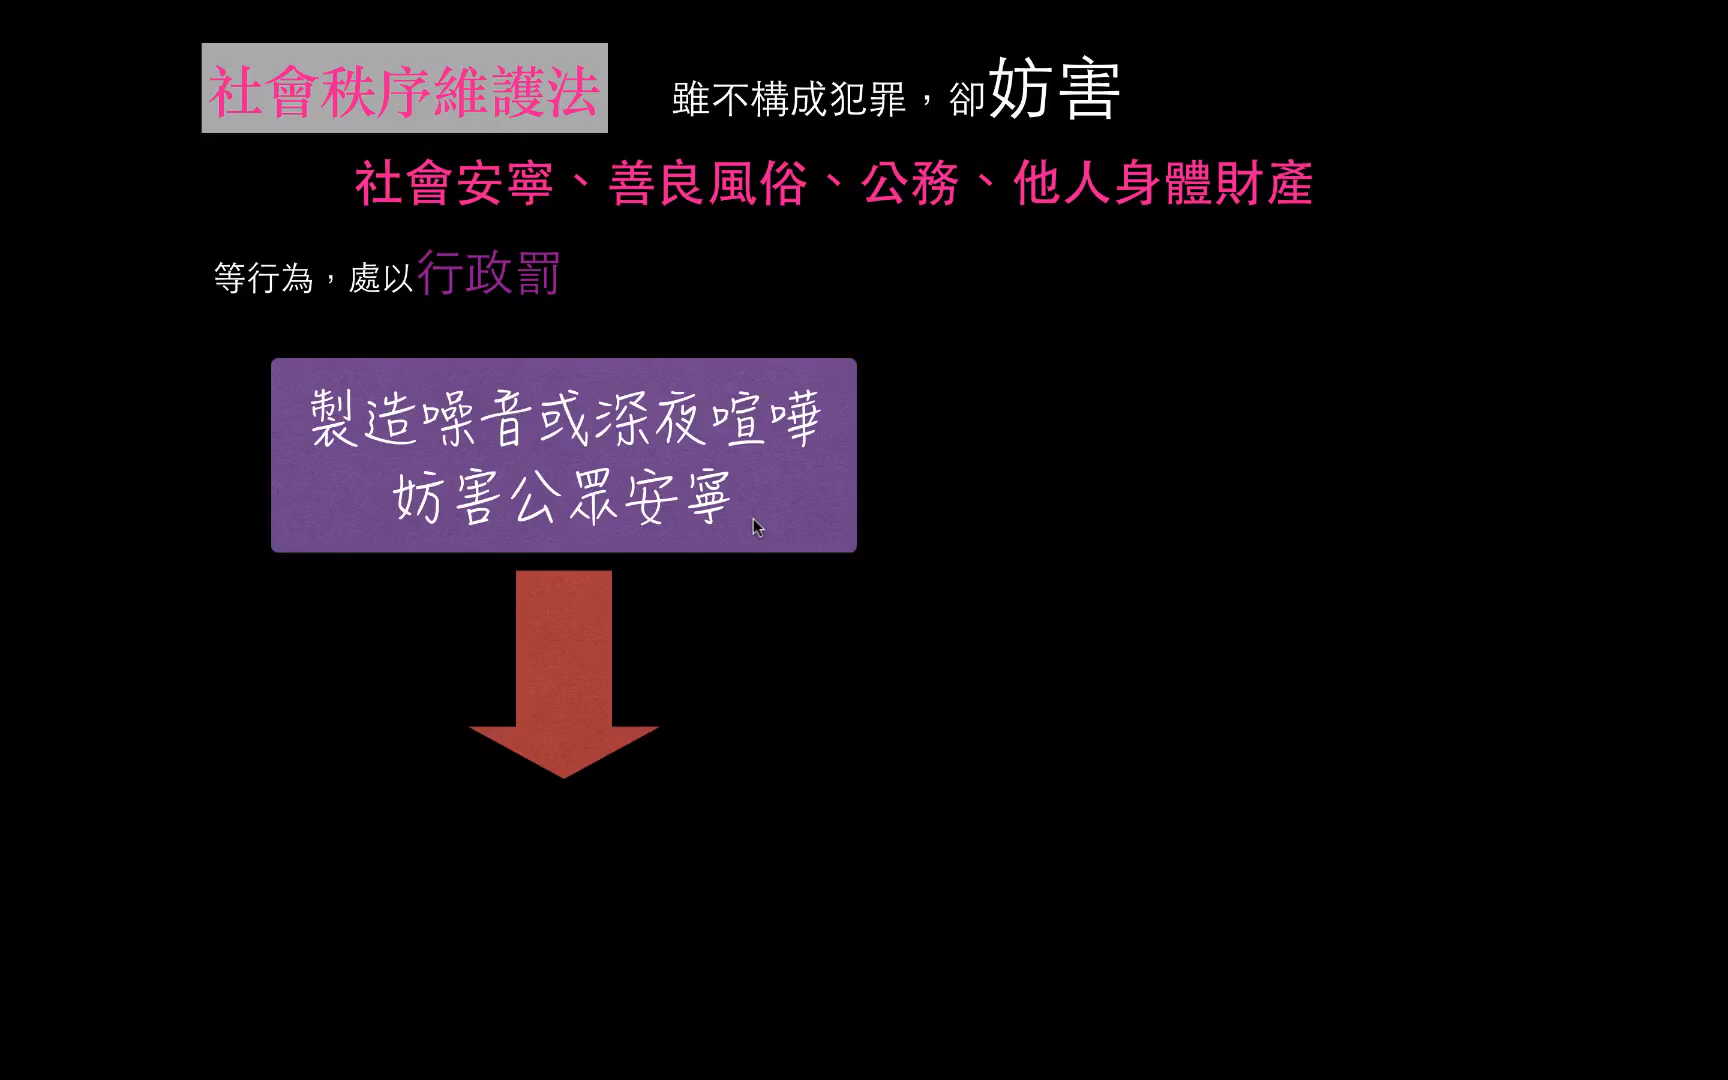 社會秩序維護法 雖不構成犯罪，卻妨害
社會安寧、善良風俗、公務、他人身體財產
等行為，處以行政罰
製造噪音或深夜喧嘩
妨害公眾安寧